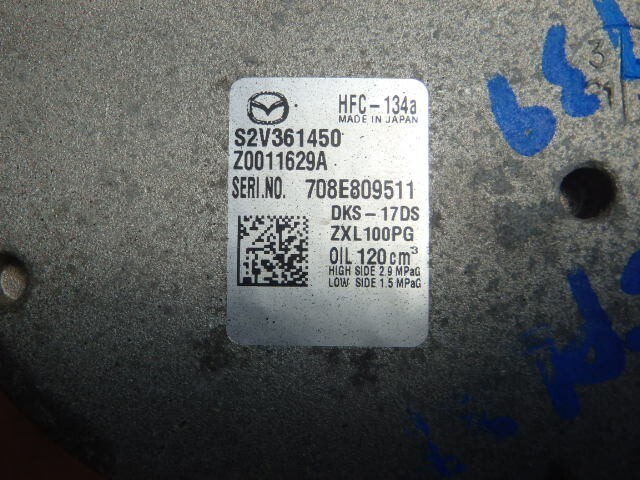 HFC-134a
MADE IN JAPAN
S2V361450
Z0011629A
SERI.NO. 708E809511
DKS-17DS
ZXL100PG
OIL 120cm³
HIGH SIDE 2.9 MPaG
LOW SIDE 1.5 MPaG